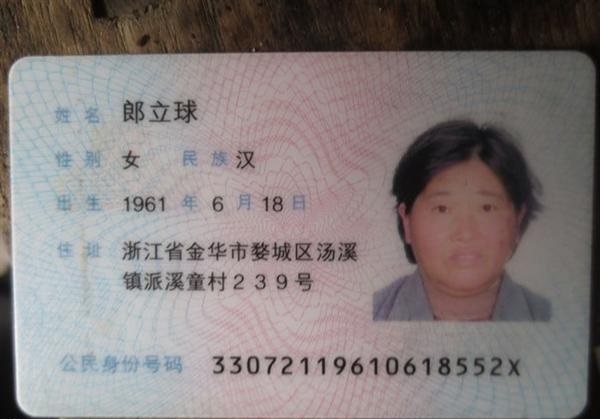 姓名 郎立球
性别 女 民族 汉
出生 1961 年 6 月 18 日
住址 浙江省金华市婺城区汤溪
镇派溪童村239号
公民身份号码 33072119610618552X